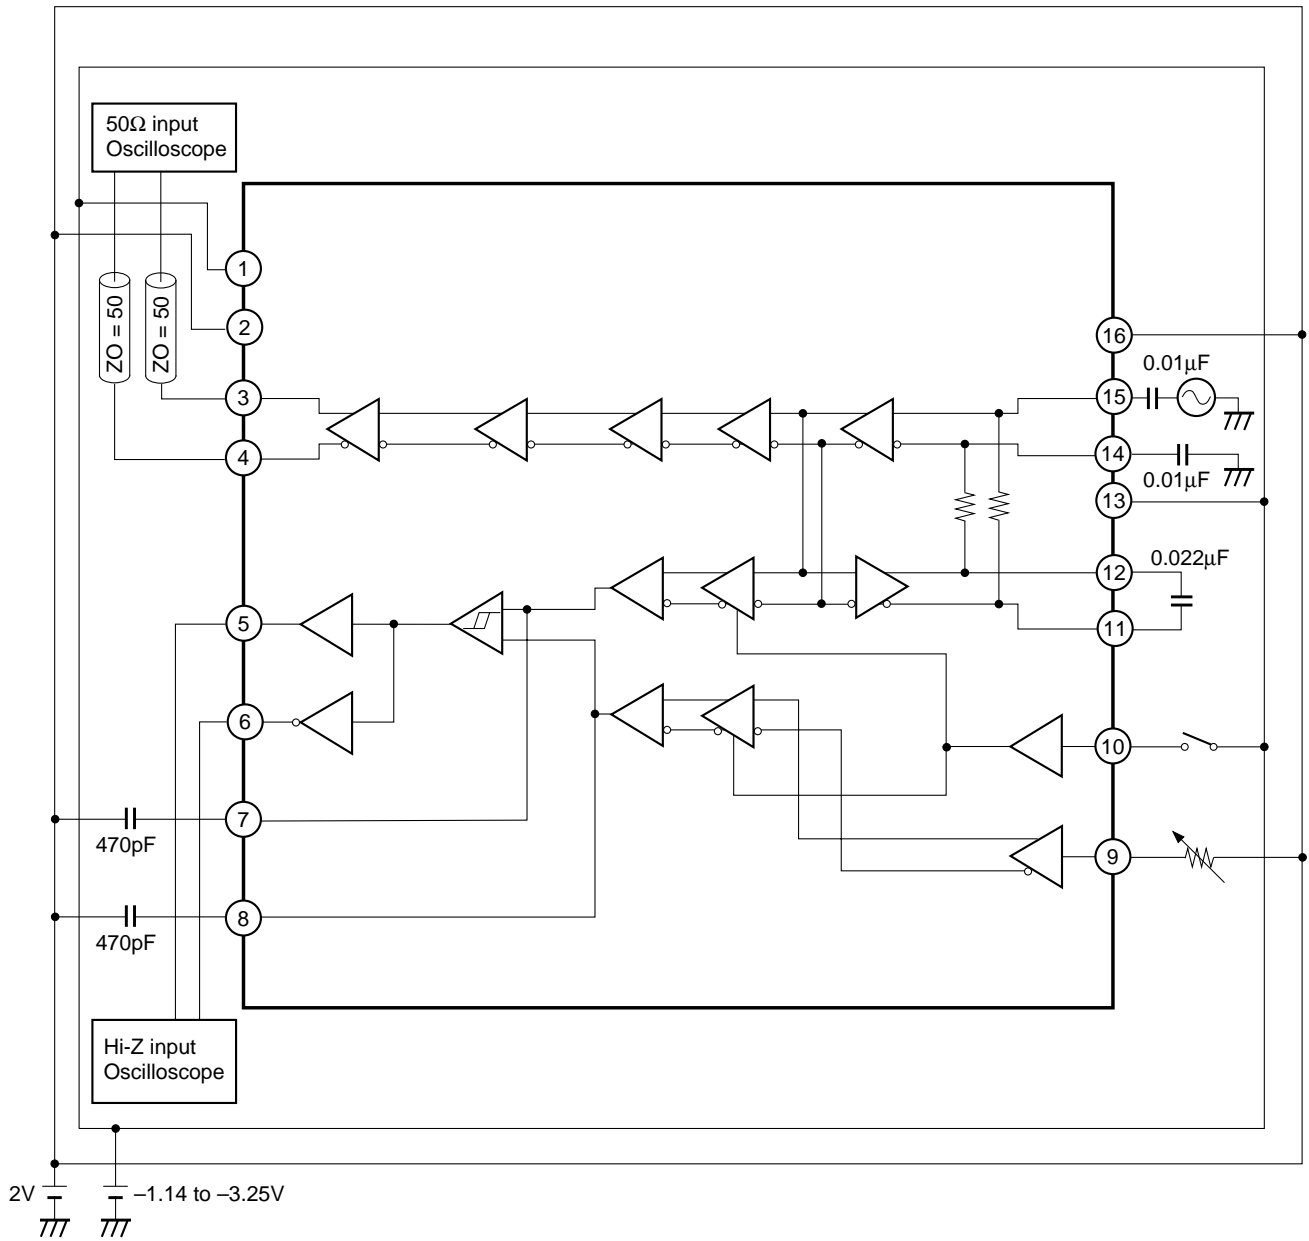 50Ω input
Oscilloscope
ZO = 50
ZO = 50
1
2
3
4
5
6
7
8
16
15
14
13
12
11
10
9
0.01μF
0.01μF
0.022μF
470pF
470pF
Hi-Z input
Oscilloscope
2V
–1.14 to –3.25V